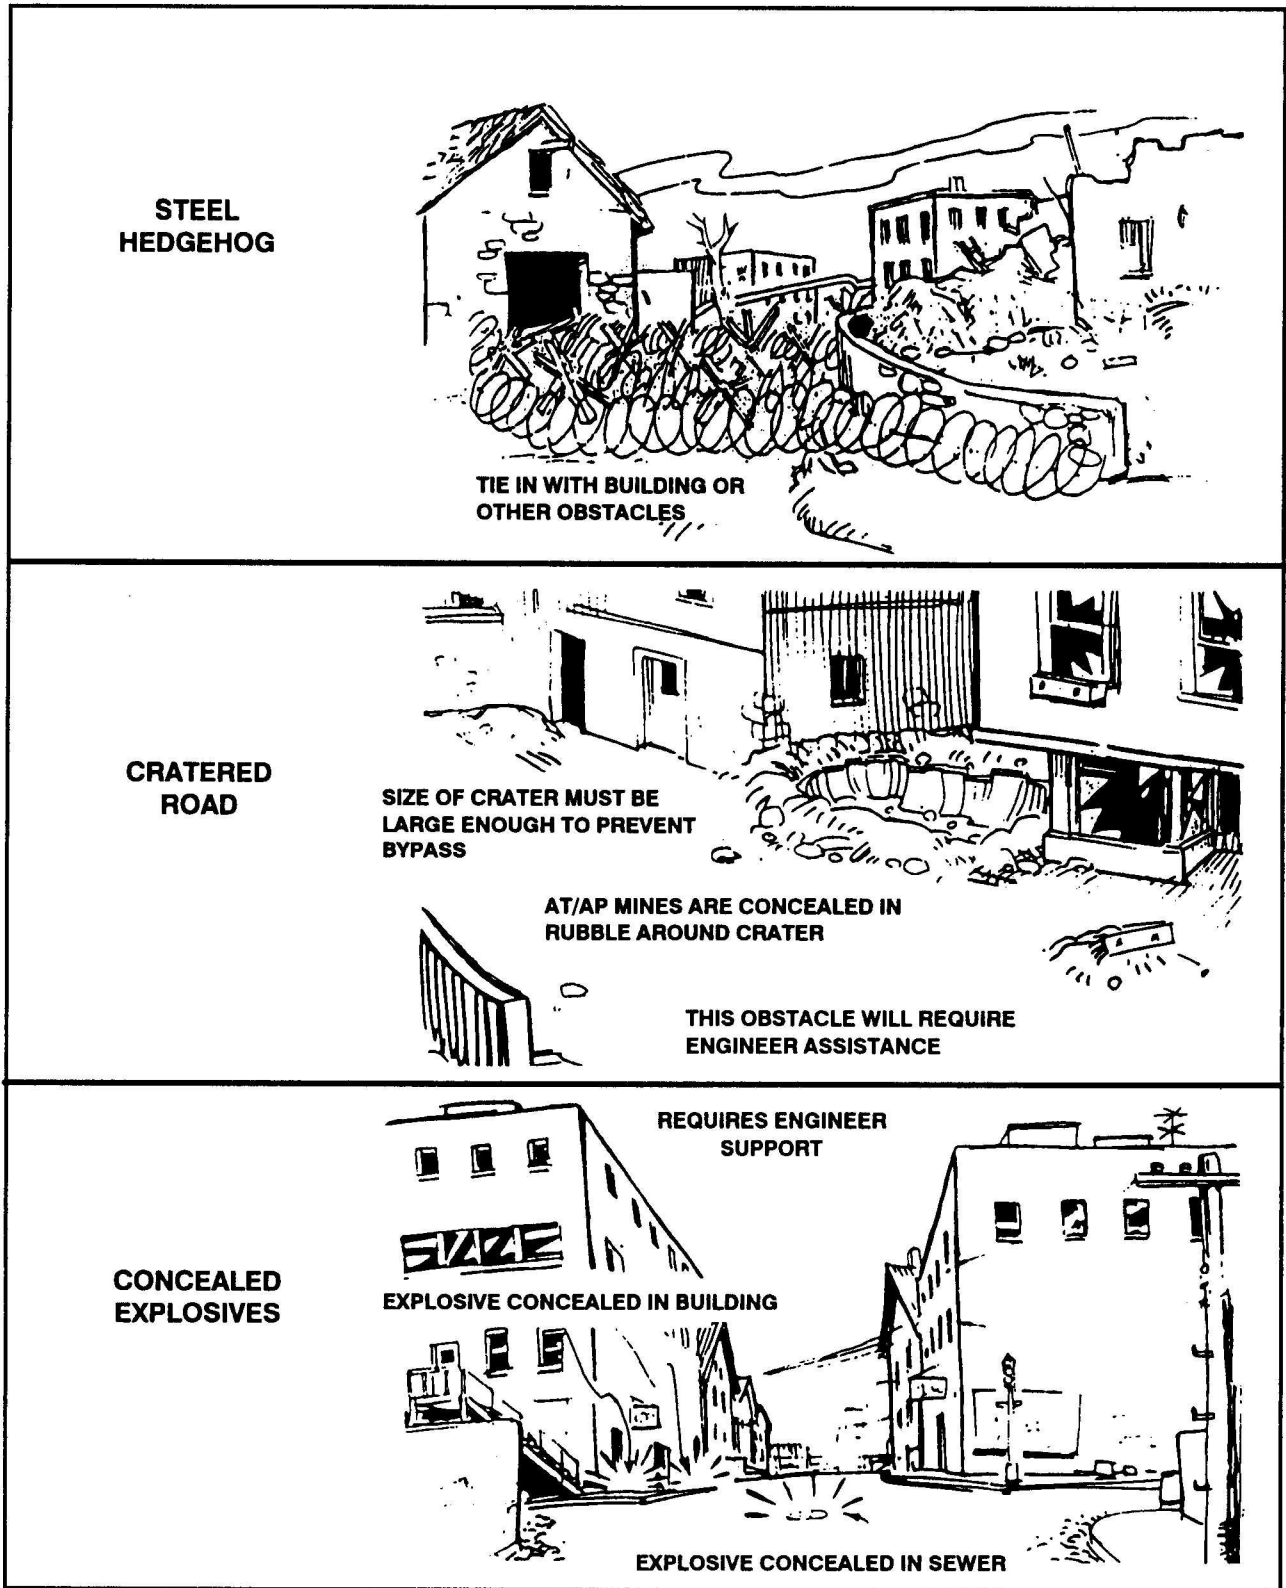 STEEL
HEDGEHOG
TIE IN WITH BUILDING OR
OTHER OBSTACLES
CRATERED
ROAD
SIZE OF CRATER MUST BE
LARGE ENOUGH TO PREVENT
BYPASS
AT/AP MINES ARE CONCEALED IN
RUBBLE AROUND CRATER
THIS OBSTACLE WILL REQUIRE
ENGINEER ASSISTANCE
REQUIRES ENGINEER
SUPPORT
CONCEALED
EXPLOSIVES
EXPLOSIVE CONCEALED IN BUILDING
EXPLOSIVE CONCEALED IN SEWER